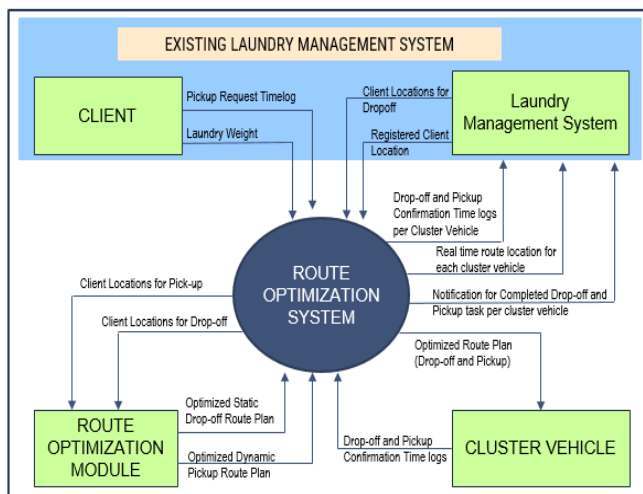 EXISTING LAUNDRY MANAGEMENT SYSTEM
CLIENT
Pickup Request Timelog
Laundry Weight
Client Locations for
Dropoff
Registered Client
Location
Laundry
Management System
Drop-off and Pickup
Confirmation Time logs
per Cluster Vehicle
Real time route location for
each cluster vehicle
Notification for Completed Drop-off and
Pickup task per cluster vehicle
ROUTE
OPTIMIZATION
SYSTEM
Client Locations for Pick-up
Client Locations for Drop-off
Optimized Route Plan
(Drop-off and Pickup)
ROUTE
OPTIMIZATION
MODULE
Optimized Static
Drop-off Route Plan
Optimized Dynamic
Pickup Route Plan
Drop-off and Pickup
Confirmation Time logs
CLUSTER VEHICLE